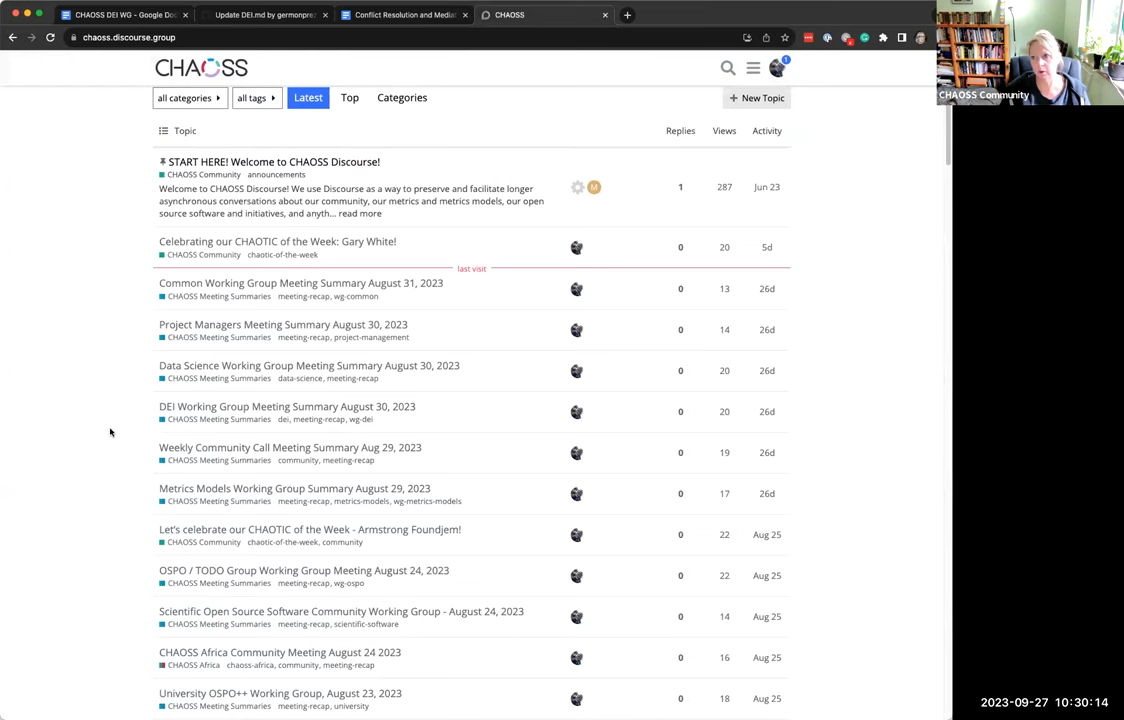 CHAOSS DEI WG - Google Do
Update DEI.md by germonpre
Conflict Resolution and Mediat
CHAOSS
chaoss.discourse.group
CHAOSS
1
CHAOSS Community
all categories
all tags
Latest
Top
Categories
+ New Topic
Topic
Replies
Views
Activity
START HERE! Welcome to CHAOSS Discourse!
CHAOSS Community announcements
Welcome to CHAOSS Discourse! We use Discourse as a way to preserve and facilitate longer
asynchronous conversations about our community, our metrics and metrics models, our open
source software and initiatives, and anyth... read more
M
1
287
Jun 23
Celebrating our CHAOTIC of the Week: Gary White!
CHAOSS Community chaotic-of-the-week
0
20
5d
last visit
Common Working Group Meeting Summary August 31, 2023
CHAOSS Meeting Summaries meeting-recap, wg-common
0
13
26d
Project Managers Meeting Summary August 30, 2023
CHAOSS Meeting Summaries meeting-recap, project-management
0
14
26d
Data Science Working Group Meeting Summary August 30, 2023
CHAOSS Meeting Summaries data-science, meeting-recap
0
20
26d
DEI Working Group Meeting Summary August 30, 2023
CHAOSS Meeting Summaries dei, meeting-recap, wg-dei
0
20
26d
Weekly Community Call Meeting Summary Aug 29, 2023
CHAOSS Meeting Summaries community, meeting-recap
0
19
26d
Metrics Models Working Group Summary August 29, 2023
CHAOSS Meeting Summaries meeting-recap, metrics-models, wg-metrics-models
0
17
26d
Let's celebrate our CHAOTIC of the Week - Armstrong Foundjem!
CHAOSS Community chaotic-of-the-week, community
0
22
Aug 25
OSPO / TODO Group Working Group Meeting August 24, 2023
CHAOSS Meeting Summaries meeting-recap, wg-ospo
0
22
Aug 25
Scientific Open Source Software Community Working Group - August 24, 2023
CHAOSS Meeting Summaries meeting-recap, scientific-software
0
14
Aug 25
CHAOSS Africa Community Meeting August 24 2023
CHAOSS Africa chaoss-africa, community, meeting-recap
0
16
Aug 25
University OSPO++ Working Group, August 23, 2023
CHAOSS Meeting Summaries meeting-recap, university
0
18
Aug 25
2023-09-27 10:30:14